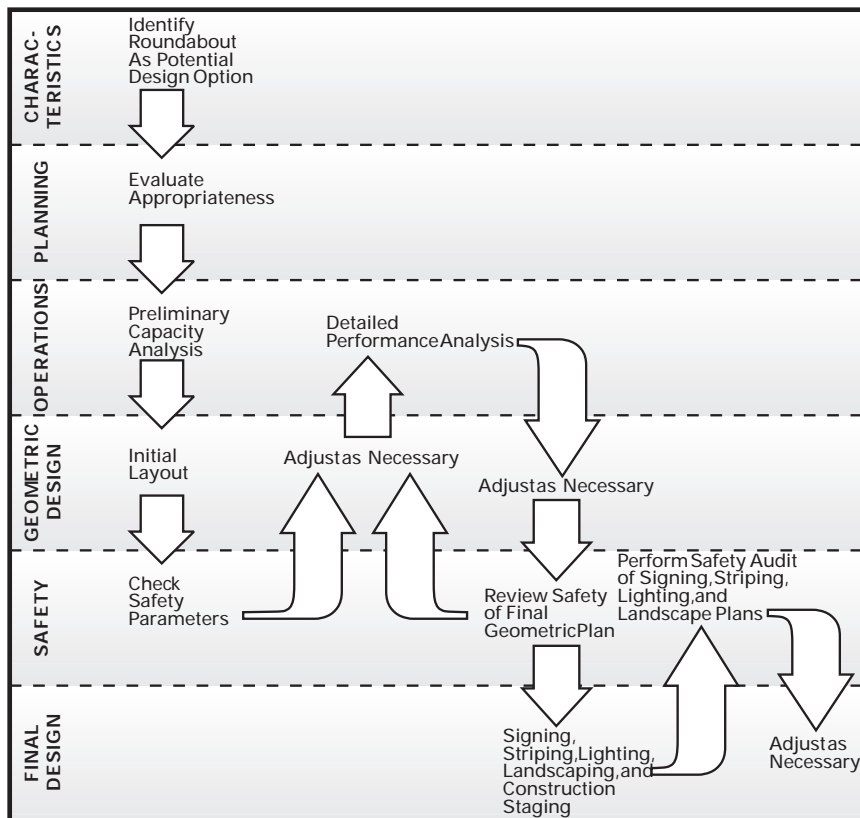 CHARAC-
TERISTICS
Identify
Roundabout
As Potential
Design Option
PLANNING
Evaluate
Appropriateness
OPERATIONS
Preliminary
Capacity
Analysis
Detailed
Performance Analysis
GEOMETRIC
DESIGN
Initial
Layout
Adjustas Necessary
Adjustas Necessary
SAFETY
Check
Safety
Parameters
Review Safety
of Final
GeometricPlan
Perform Safety Audit
of Signing,Striping,
Lighting,and
Landscape Plans
FINAL
DESIGN
Signing,
Striping,Lighting,
Landscaping,and
Construction
Staging
Adjustas
Necessary